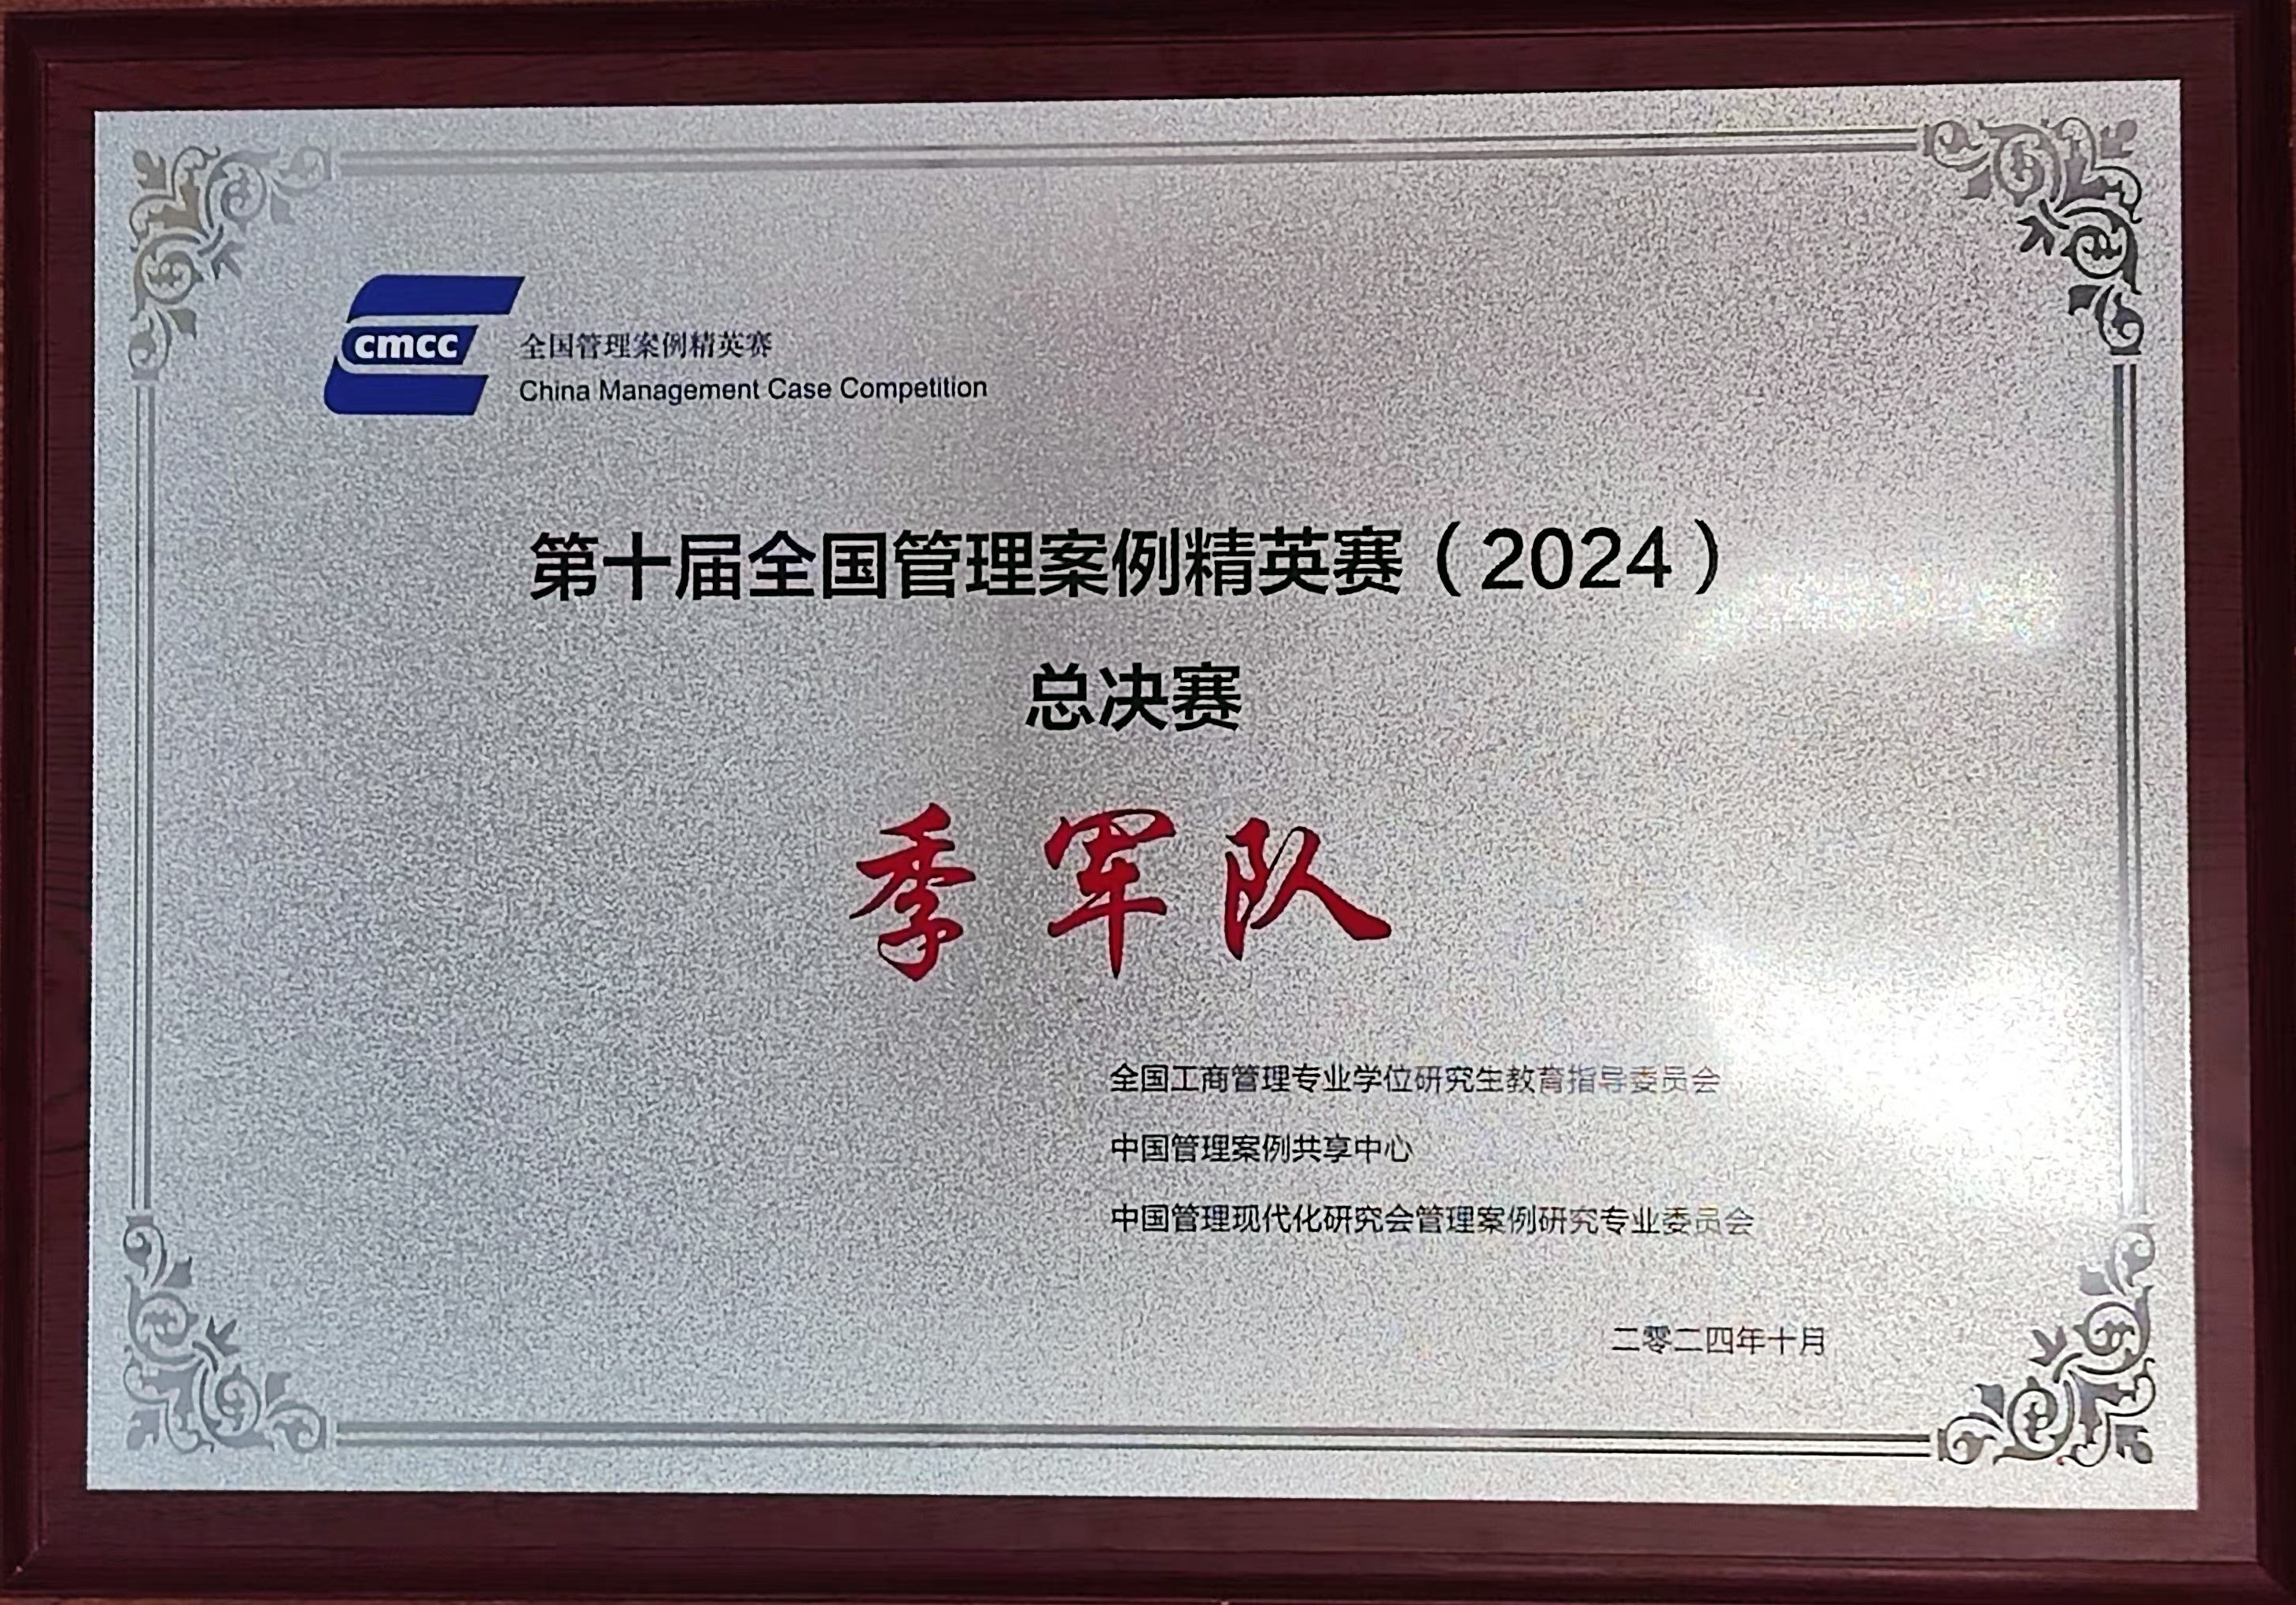 cmcc
全国管理案例精英赛
China Management Case Competition
第十届全国管理案例精英赛（2024）
总决赛
季军队
全国工商管理专业学位研究生教育指导委员会
中国管理案例共享中心
中国管理现代化研究会管理案例研究专业委员会
二零二四年十月